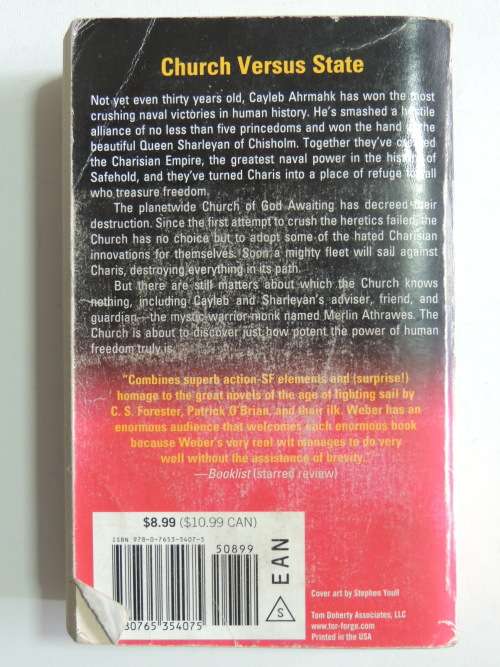 Church Versus State
Not yet even thirty years old, Cayleb Ahrmahk has won the most
crushing naval victories in human history. He's smashed a hostile
alliance of no less than five princedoms and won the hand of the
beautiful Queen Sharleyan of Chisholm. Together they've created
the Charisian Empire, the greatest naval power in the history of
Safehold, and they've turned Charis into a place of refuge for all
who treasure freedom.
The planetwide Church of God Awaiting has decreed their
destruction. Since the first attempt to crush the heretics failed, the
Church has no choice but to adopt some of the hated Charisian
innovations for themselves. Soon a mighty fleet will sail against
Charis, destroying everything in its path.
But there are still matters about which the Church knows
nothing, including Cayleb and Sharleyan's adviser, friend, and
guardian—the mystic warrior-monk named Merlin Athrawes. The
Church is about to discover just how potent the power of human
freedom truly is.
"Combines superb action-SF elements and (surprise!)
homage to the great novels of the age of fighting sail by
C. S. Forester, Patrick O'Brian, and their ilk. Weber has an
enormous audience that welcomes each enormous book
because Weber's very real wit manages to do very
well without the assistance of brevity."
—Booklist (starred review)
$8.99 ($10.99 CAN)
ISBN 978-0-7653-5407-5
50899
EAN
S
80765 354075
Cover art by Stephen Youll
Tom Doherty Associates, LLC
www.tor-forge.com
Printed in the USA